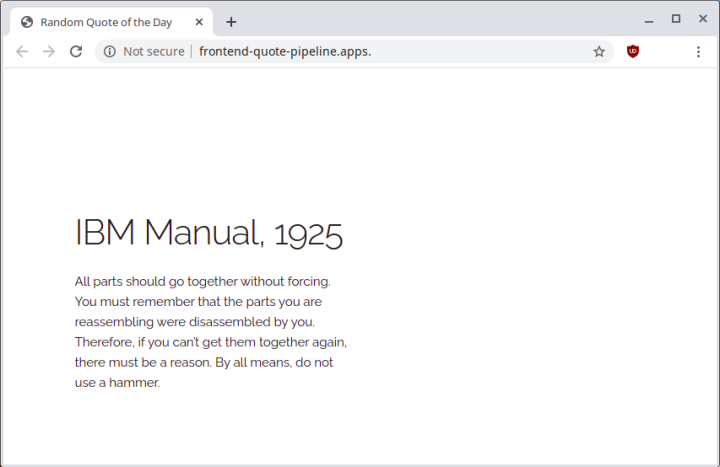 Random Quote of the Day
Not secure | frontend-quote-pipeline.apps.
IBM Manual, 1925
All parts should go together without forcing.
You must remember that the parts you are
reassembling were disassembled by you.
Therefore, if you can't get them together again,
there must be a reason. By all means, do not
use a hammer.